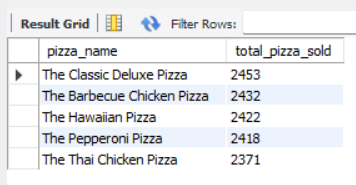 Result Grid Filter Rows:
pizza_name total_pizza_sold
The Classic Deluxe Pizza 2453
The Barbecue Chicken Pizza 2432
The Hawaiian Pizza 2422
The Pepperoni Pizza 2418
The Thai Chicken Pizza 2371